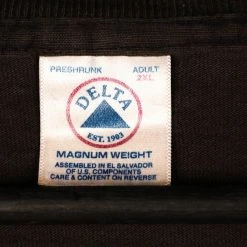 PRESHRUNK ADULT
2XL
DELTA
EST. 1903
MAGNUM WEIGHT
ASSEMBLED IN EL SALVADOR
OF U.S. COMPONENTS
CARE & CONTENT ON REVERSE